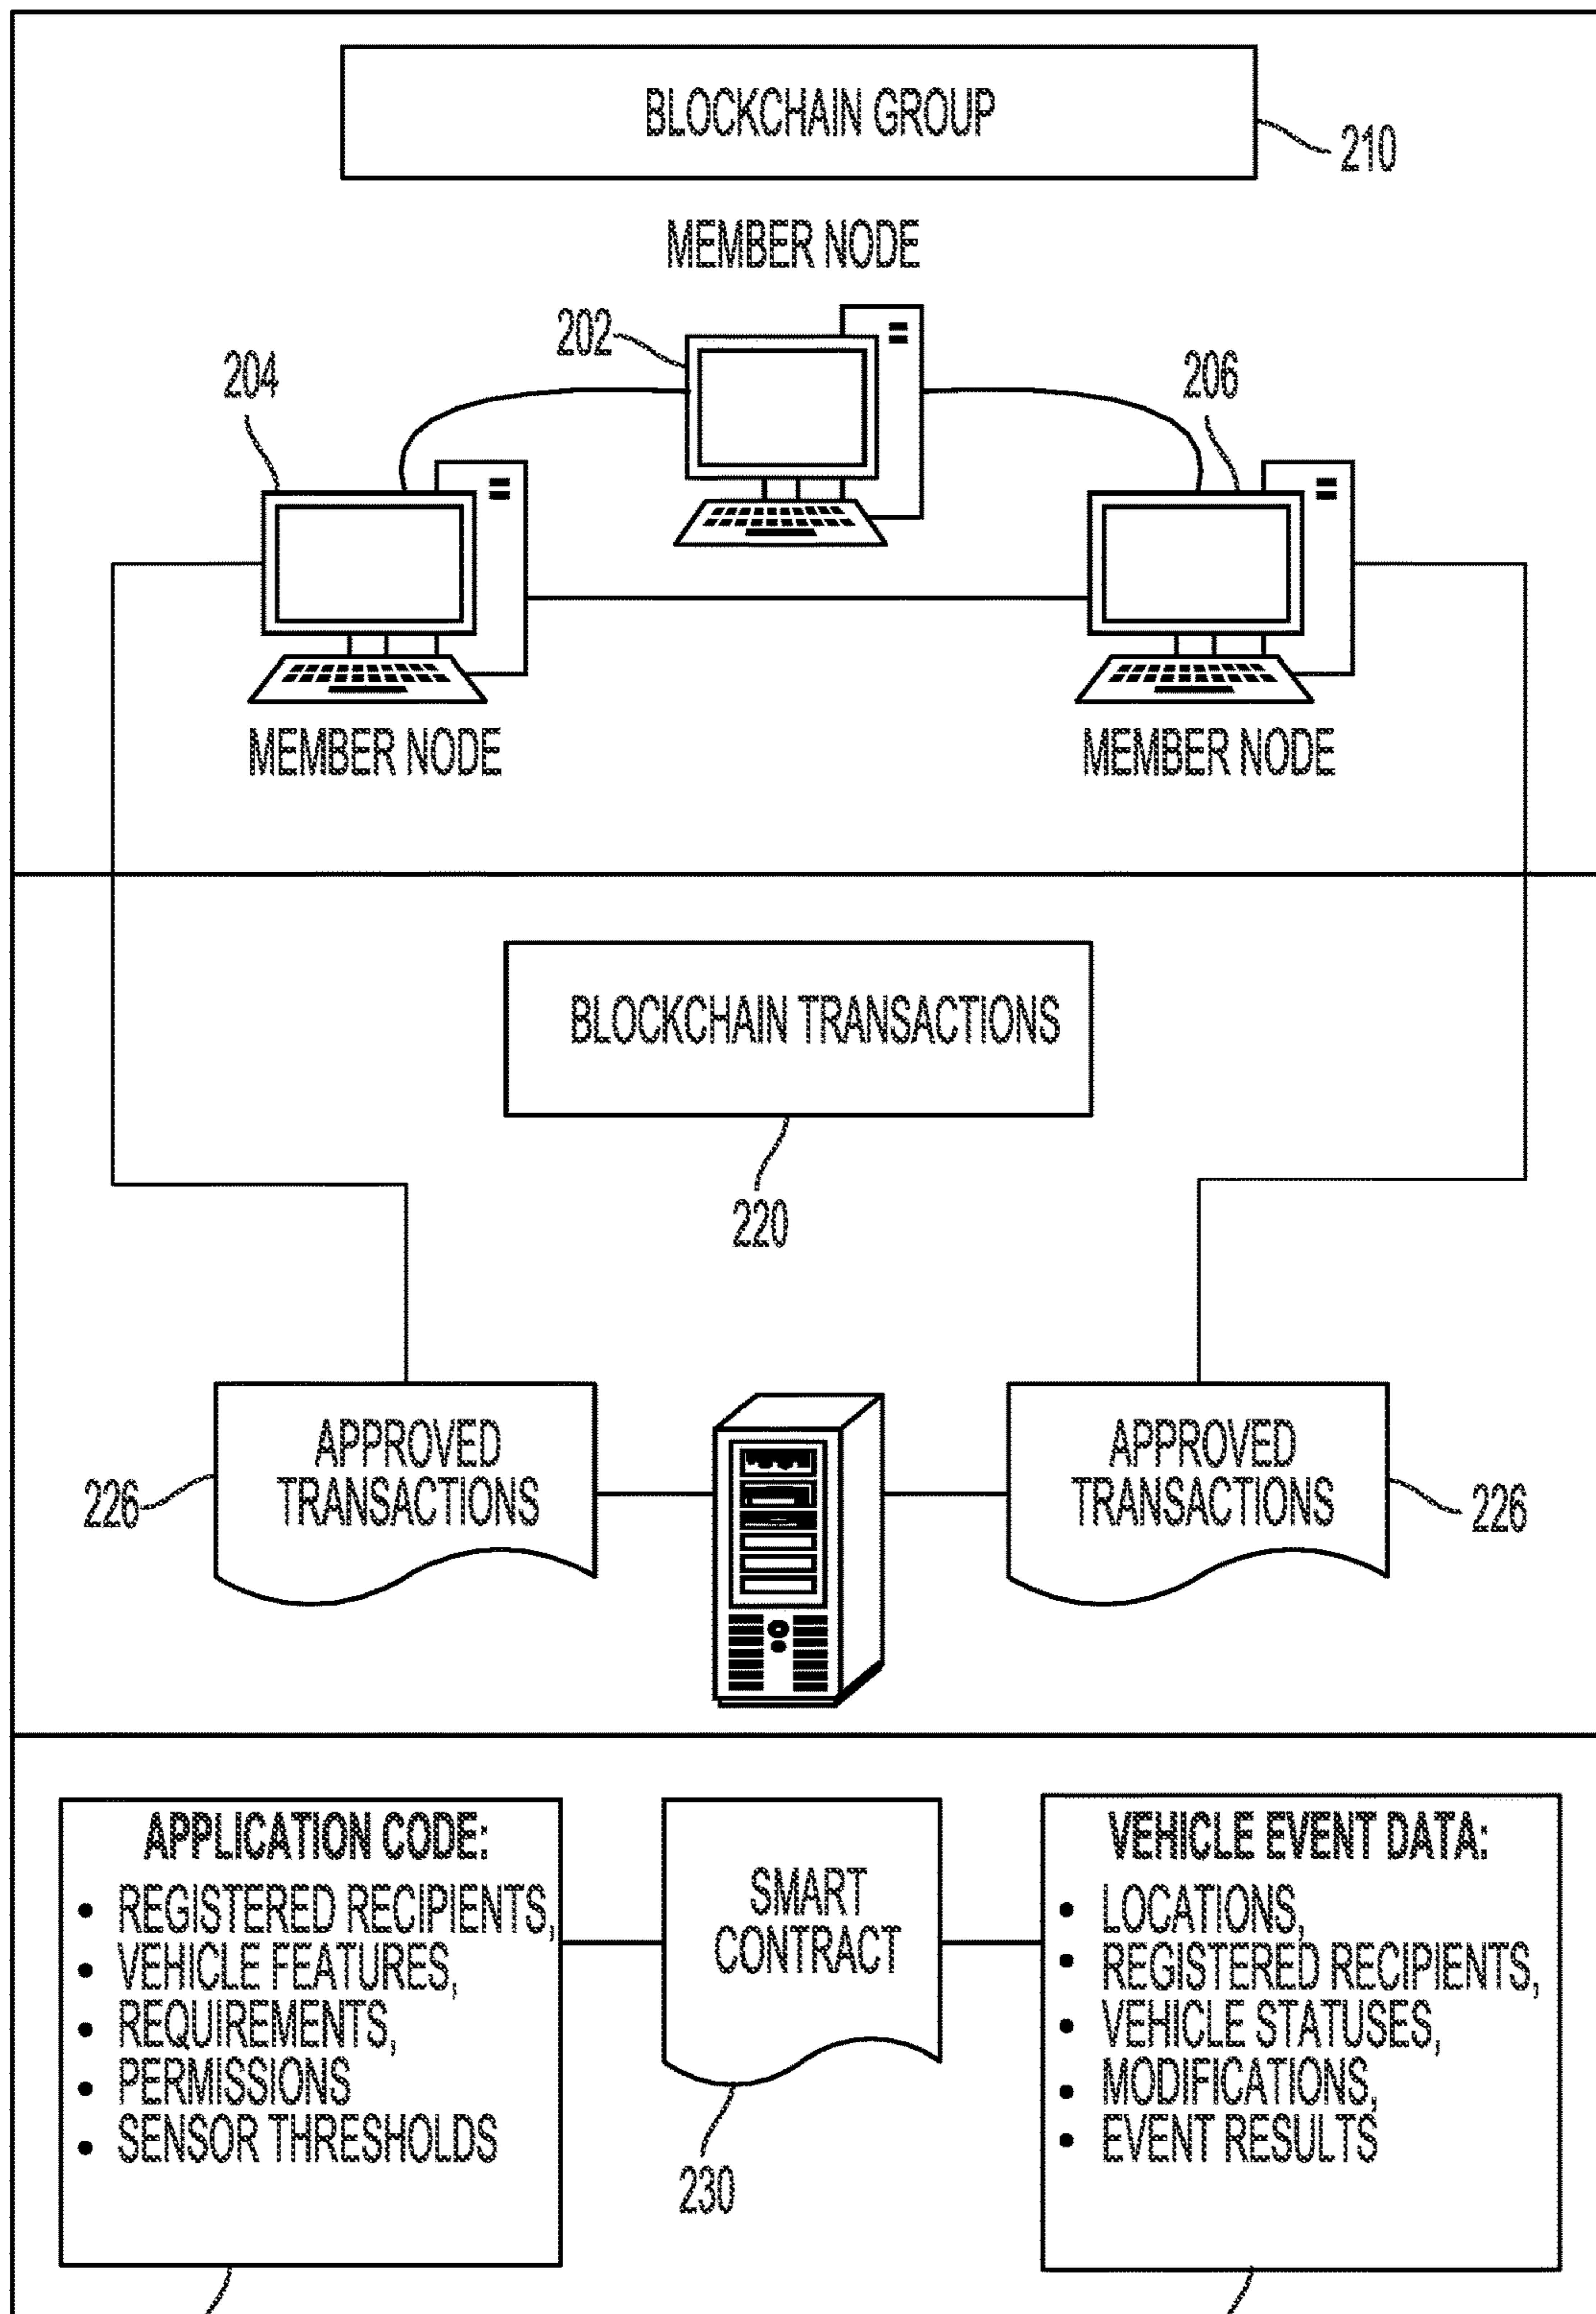 BLOCKCHAIN GROUP
210
MEMBER NODE
202
204
206
MEMBER NODE
MEMBER NODE
BLOCKCHAIN TRANSACTIONS
220
APPROVED
TRANSACTIONS
226
APPROVED
TRANSACTIONS
226
APPLICATION CODE:
• REGISTERED RECIPIENTS,
• VEHICLE FEATURES,
• REQUIREMENTS,
• PERMISSIONS
• SENSOR THRESHOLDS
SMART
CONTRACT
230
VEHICLE EVENT DATA:
• LOCATIONS,
• REGISTERED RECIPIENTS,
• VEHICLE STATUSES,
• MODIFICATIONS,
• EVENT RESULTS